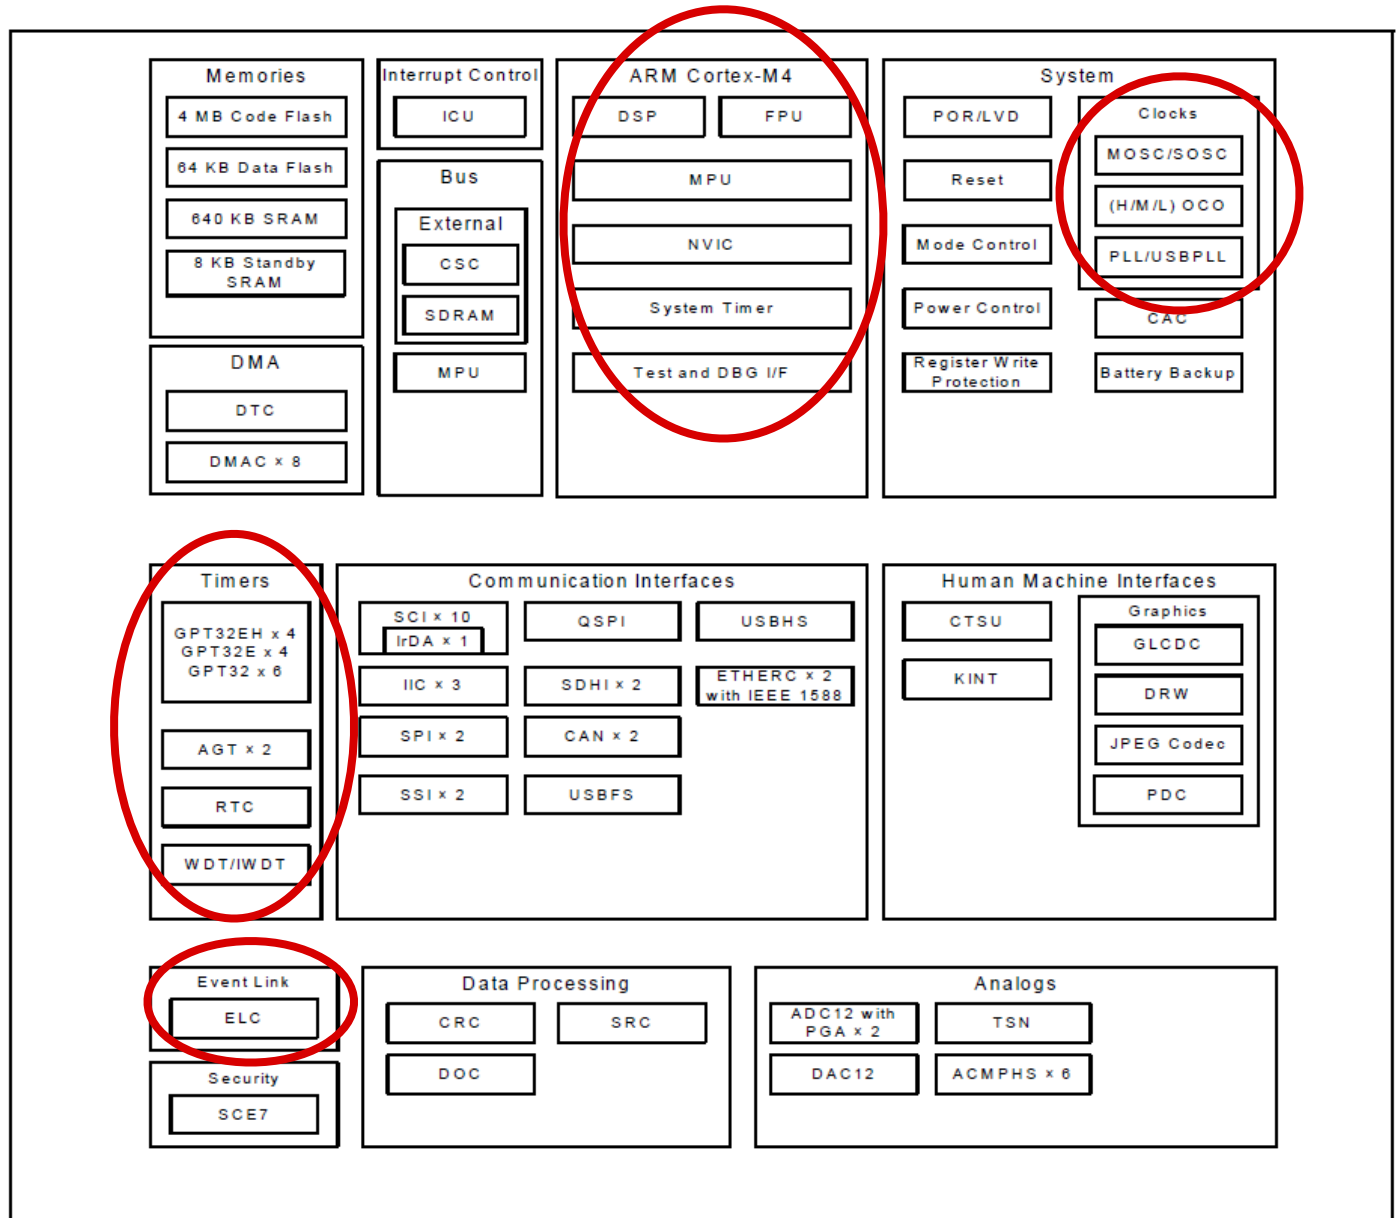 Memories
4 MB Code Flash
64 KB Data Flash
640 KB SRAM
8 KB Standby
SRAM
DMA
DTC
DMAC × 8
Interrupt Control
ICU
Bus
External
CSC
SDRAM
MPU
ARM Cortex-M4
DSP
FPU
MPU
NVIC
System Timer
Test and DBG I/F
System
POR/LVD
Reset
Mode Control
Power Control
Register Write
Protection
Clocks
MOSC/SOSC
(H/M/L) OCO
PLL/USBPLL
CAC
Battery Backup
Timers
GPT32EH x 4
GPT32E x 4
GPT32 x 6
AGT × 2
RTC
WDT/IWDT
Communication Interfaces
SCI × 10
IrDA × 1
IIC × 3
SPI × 2
SSI × 2
QSPI
SDHI × 2
CAN × 2
USBFS
USBHS
ETHERC × 2
with IEEE 1588
Human Machine Interfaces
CTSU
KINT
Graphics
GLCDC
DRW
JPEG Codec
PDC
Event Link
ELC
Security
SCE7
Data Processing
CRC
SRC
DOC
Analogs
ADC12 with
PGA × 2
TSN
DAC12
ACMPHS × 6